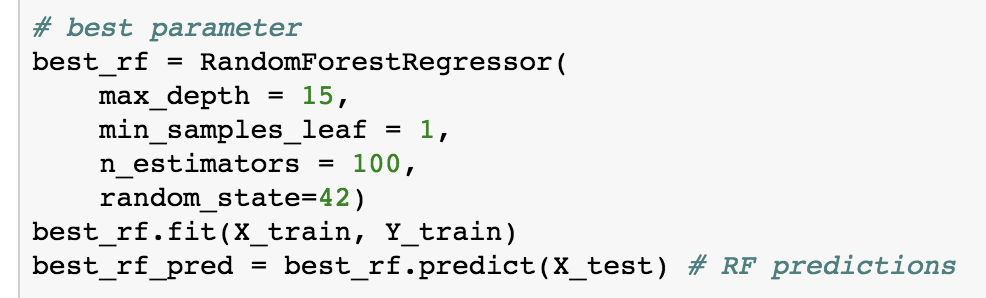 # best parameter
best_rf = RandomForestRegressor(
    max_depth = 15,
    min_samples_leaf = 1,
    n_estimators = 100,
    random_state=42)
best_rf.fit(X_train, Y_train)
best_rf_pred = best_rf.predict(X_test) # RF predictions